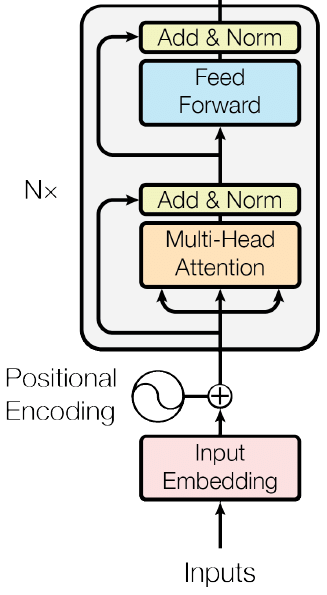 Add & Norm
Feed
Forward
Nx
Add & Norm
Multi-Head
Attention
Positional
Encoding
Input
Embedding
Inputs